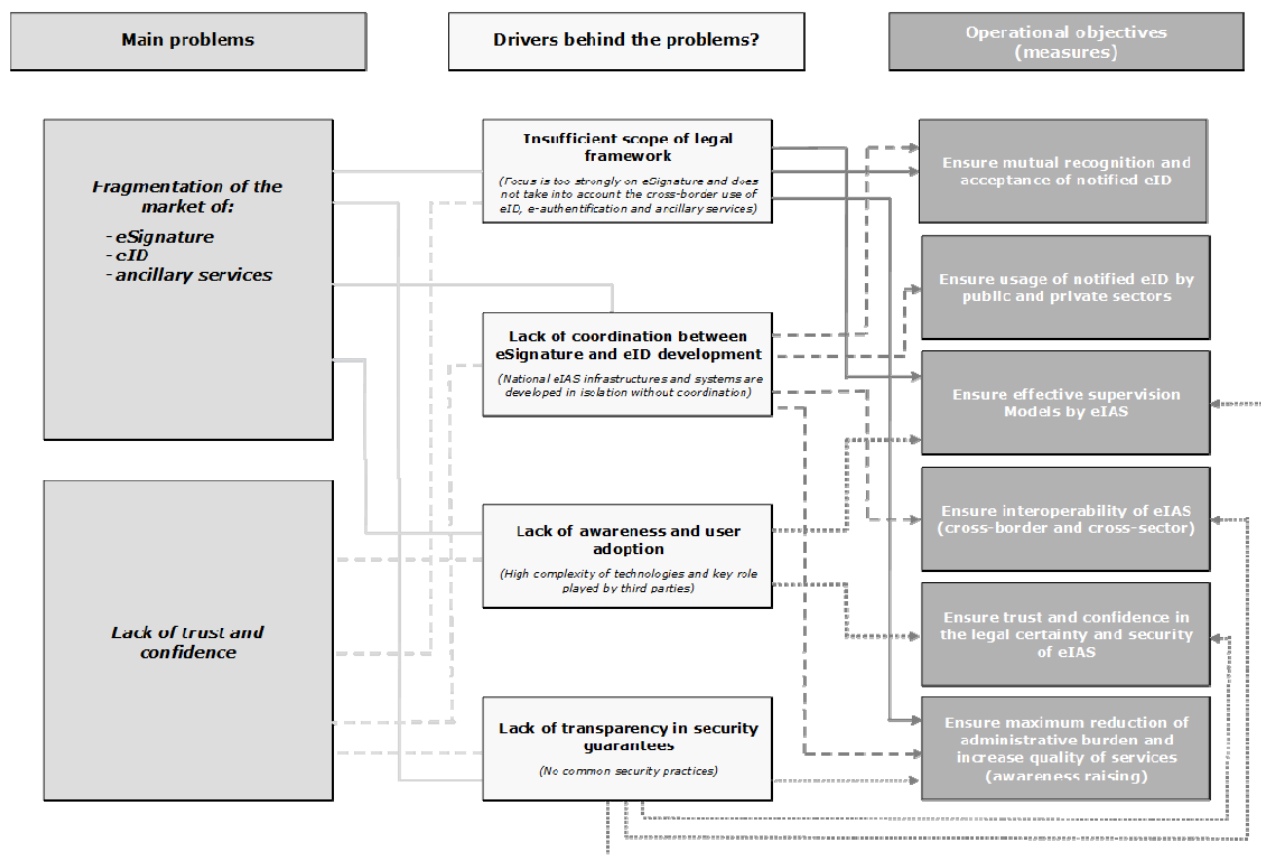 Main problems
Drivers behind the problems?
Operational objectives
(measures)
Fragmentation of the
market of:
- eSignature
- eID
- ancillary services
Lack of trust and
confidence
Insufficient scope of legal
framework
(Focus is too strongly on eSignature and does
not take into account the cross-border use of
eID, e-authentification and ancillary services)
Lack of coordination between
eSignature and eID development
(National eIAS infrastructures and systems are
developed in isolation without coordination)
Lack of awareness and user
adoption
(High complexity of technologies and key role
played by third parties)
Lack of transparency in security
guarantees
(No common security practices)
Ensure mutual recognition and
acceptance of notified eID
Ensure usage of notified eID by
public and private sectors
Ensure effective supervision
Models by eIAS
Ensure interoperability of eIAS
(cross-border and cross-sector)
Ensure trust and confidence in
the legal certainty and security
of eIAS
Ensure maximum reduction of
administrative burden and
increase quality of services
(awareness raising)